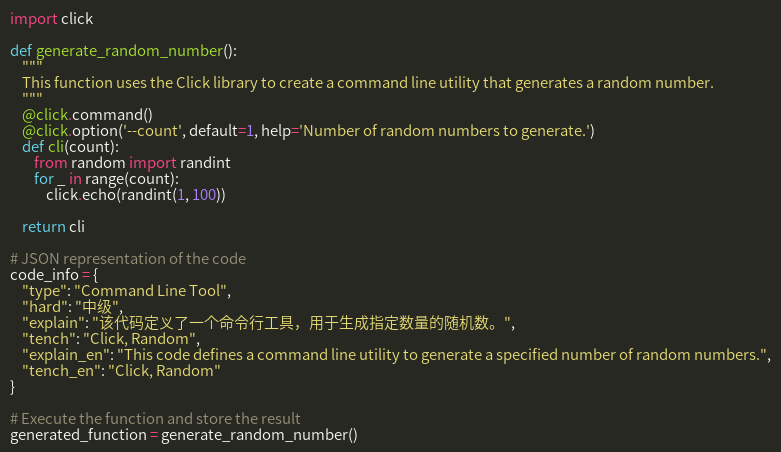 import click

def generate_random_number():
    """
    This function uses the Click library to create a command line utility that generates a random number.
    """
    @click.command()
    @click.option('--count', default=1, help='Number of random numbers to generate.')
    def cli(count):
        from random import randint
        for _ in range(count):
            click.echo(randint(1, 100))

    return cli

# JSON representation of the code
code_info = {
    "type": "Command Line Tool",
    "hard": "中级",
    "explain": "该代码定义了一个命令行工具，用于生成指定数量的随机数。",
    "tench": "Click, Random",
    "explain_en": "This code defines a command line utility to generate a specified number of random numbers.",
    "tench_en": "Click, Random"
}

# Execute the function and store the result
generated_function = generate_random_number()